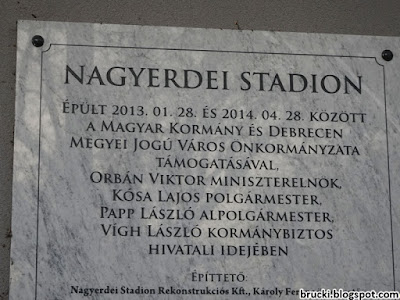 NAGYERDEI STADION
ÉPÜLT 2013. 01. 28. ÉS 2014. 04. 28. KÖZÖTT
A MAGYAR KORMÁNY ÉS DEBRECEN
MEGYEI JOGÚ VÁROS ÖNKORMÁNYZATA
TÁMOGATÁSÁVAL,
ORBÁN VIKTOR MINISZTERELNÖK,
KÓSA LAJOS POLGÁRMESTER,
PAPP LÁSZLÓ ALPOLGÁRMESTER,
VÍGH LÁSZLÓ KORMÁNYBIZTOS
HIVATALI IDEJÉBEN
ÉPÍTTETŐ:
Nagyerdei Stadion Rekonstrukciós Kft., Károly
brucki.blogspot.com